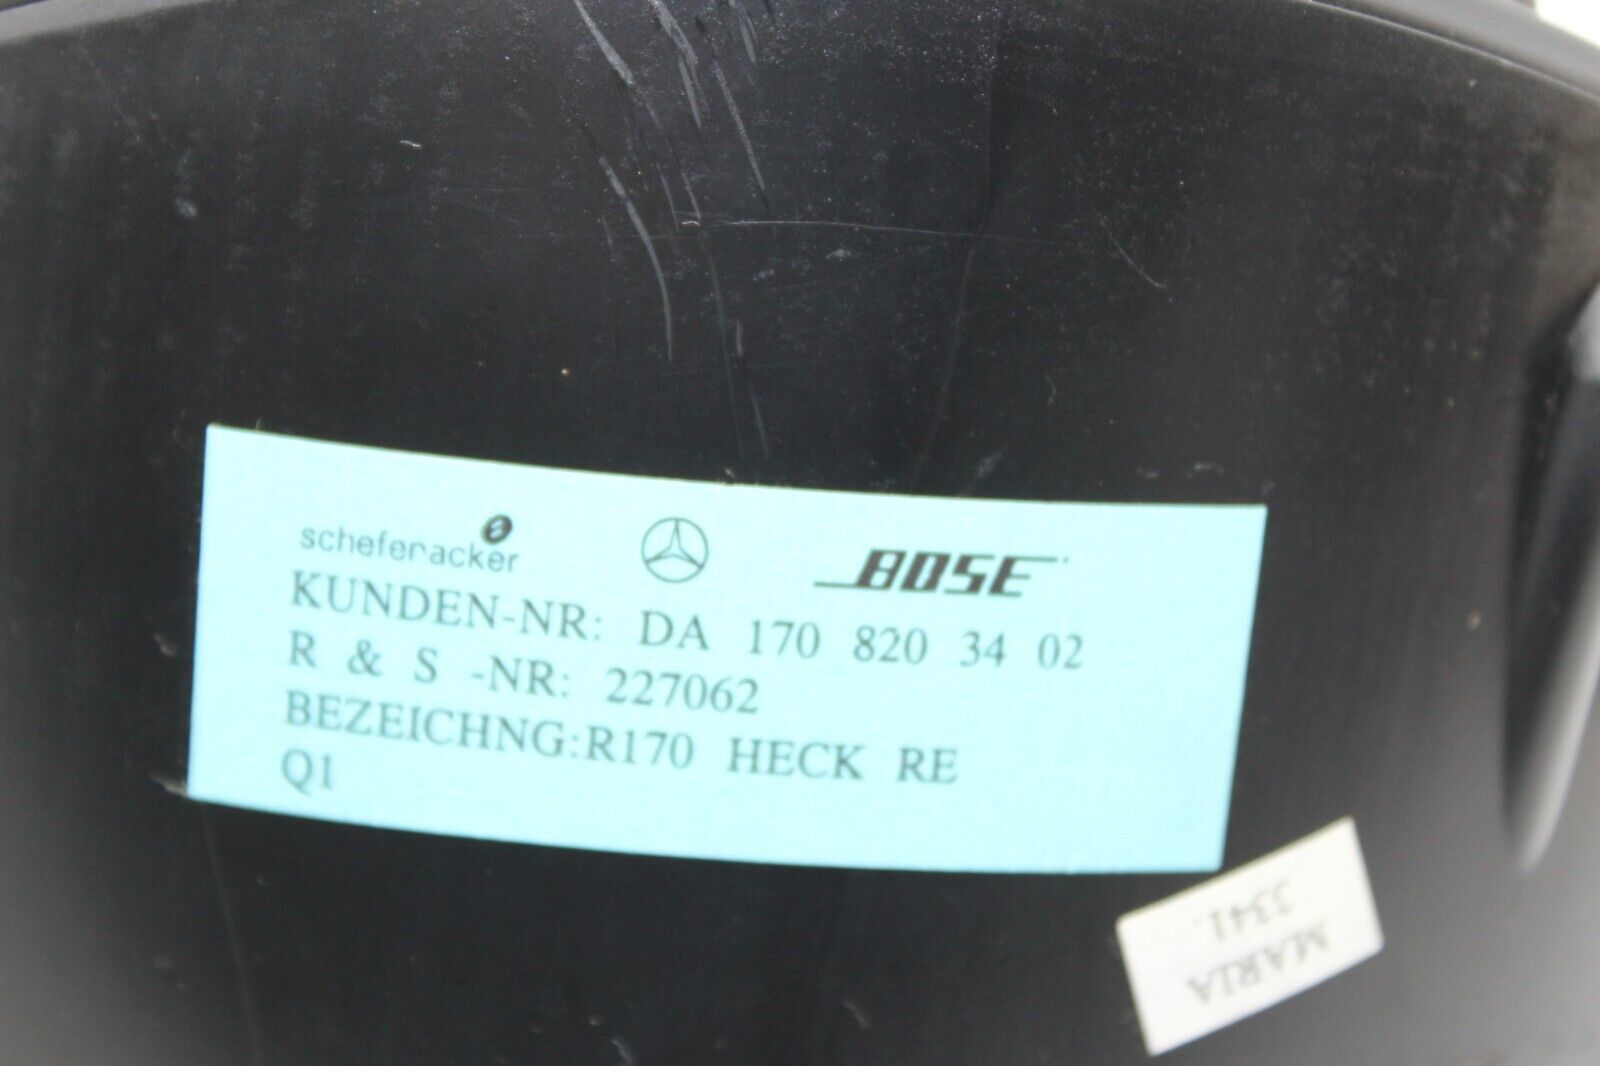 schefenacker
BOSE
KUNDEN-NR: DA 170 820 34 02
R & S -NR: 227062
BEZEICHNG:R170 HECK RE
Q1
MARIA
3341.